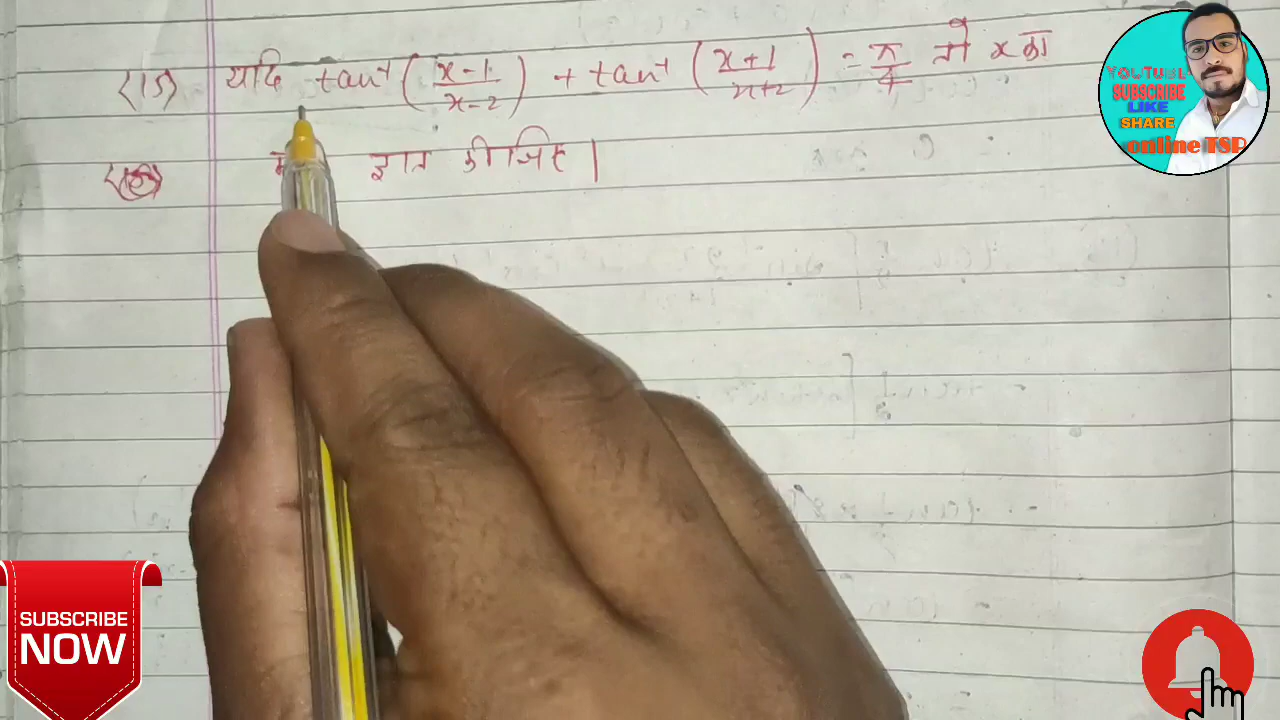 (15) यदि tan⁻¹ (x-1/x-2) + tan⁻¹ (x+1/x+2) = π/4 तो x का
ज्ञात कीजिए।
YOUTUBE
SUBSCRIBE
LIKE
SHARE
online TSP
SUBSCRIBE
NOW